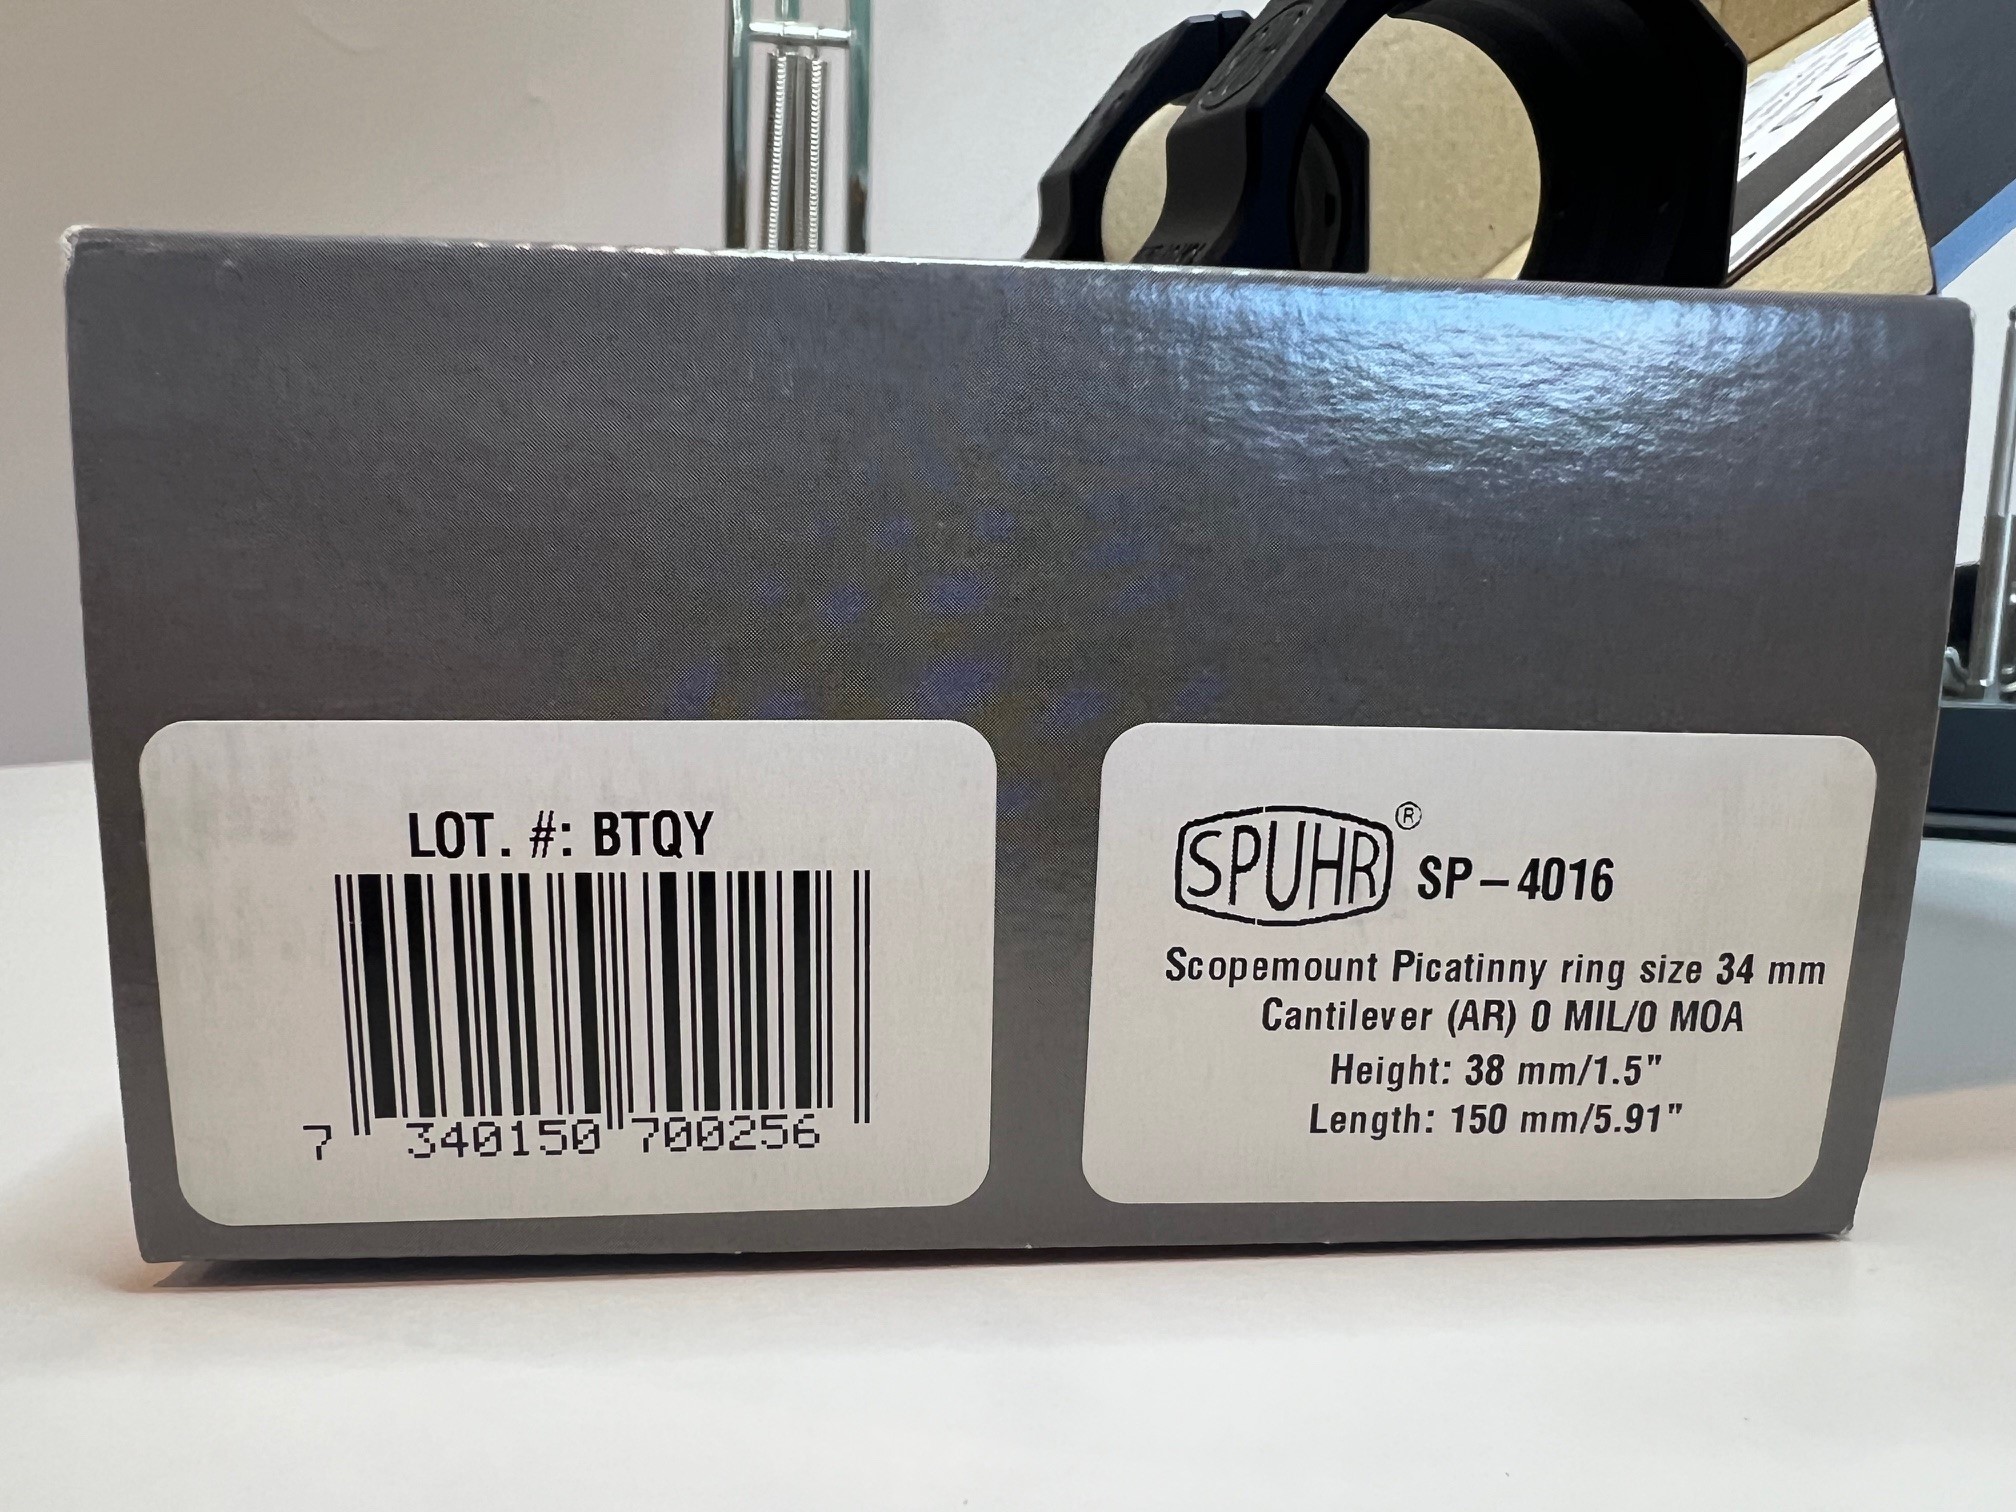 LOT. #: BTQY
7 340150 700256
SPUHR® SP-4016
Scopemount Picatinny ring size 34 mm
Cantilever (AR) 0 MIL/0 MOA
Height: 38 mm/1.5"
Length: 150 mm/5.91"